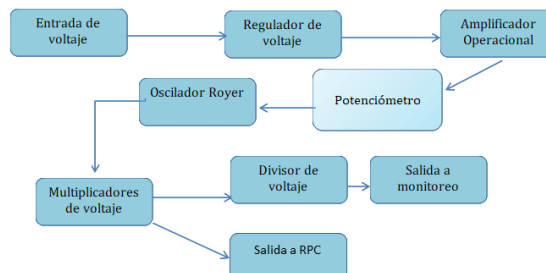 Entrada de
voltaje
Regulador de
voltaje
Amplificador
Operacional
Oscilador Royer
Potenciómetro
Multiplicadores
de voltaje
Divisor de
voltaje
Salida a
monitoreo
Salida a RPC